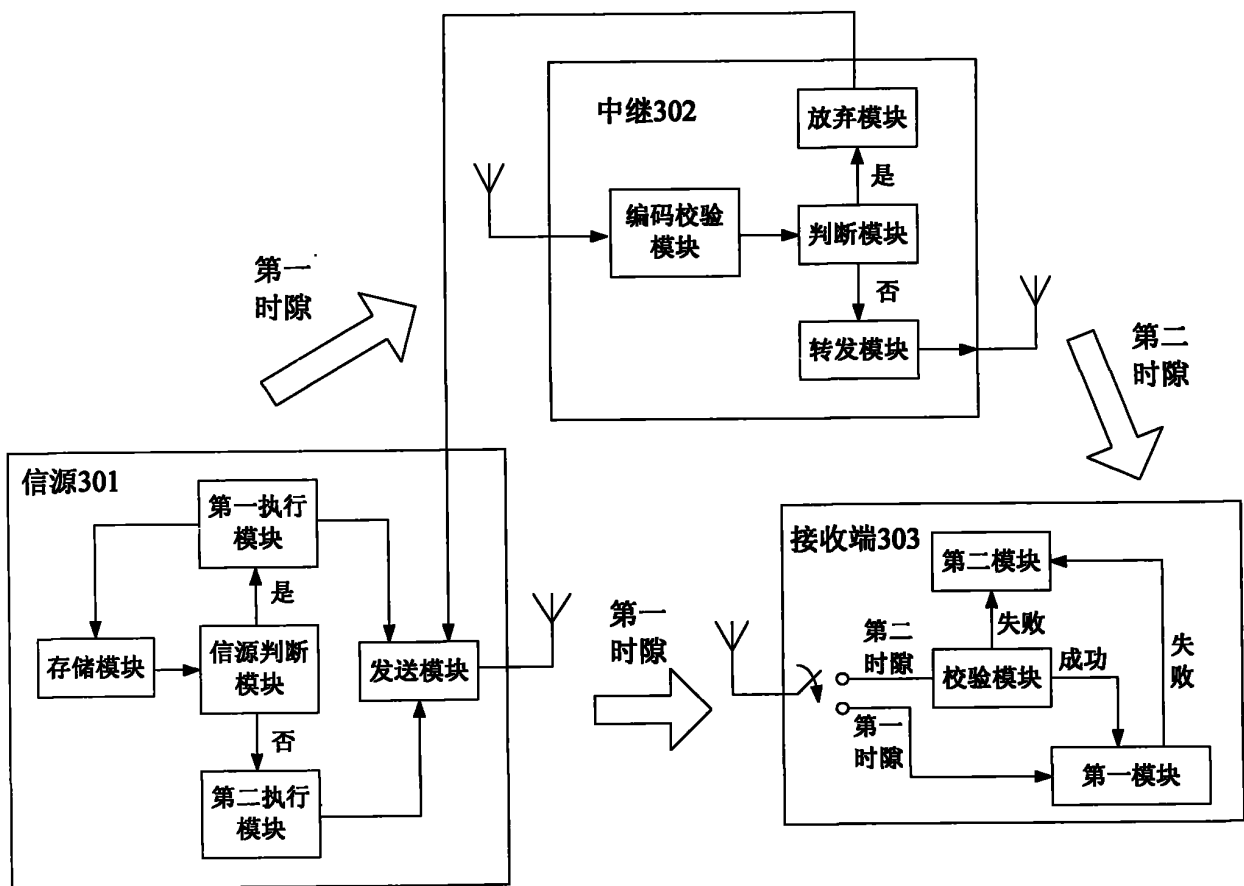 中继302
放弃模块
是
编码校验
模块
判断模块
否
转发模块
第一
时隙
第二
时隙
信源301
第一执行
模块
是
存储模块
信源判断
模块
发送模块
否
第二执行
模块
第一
时隙
接收端303
第二模块
失败
第二
时隙
校验模块
成功
失
败
第一
时隙
第一模块